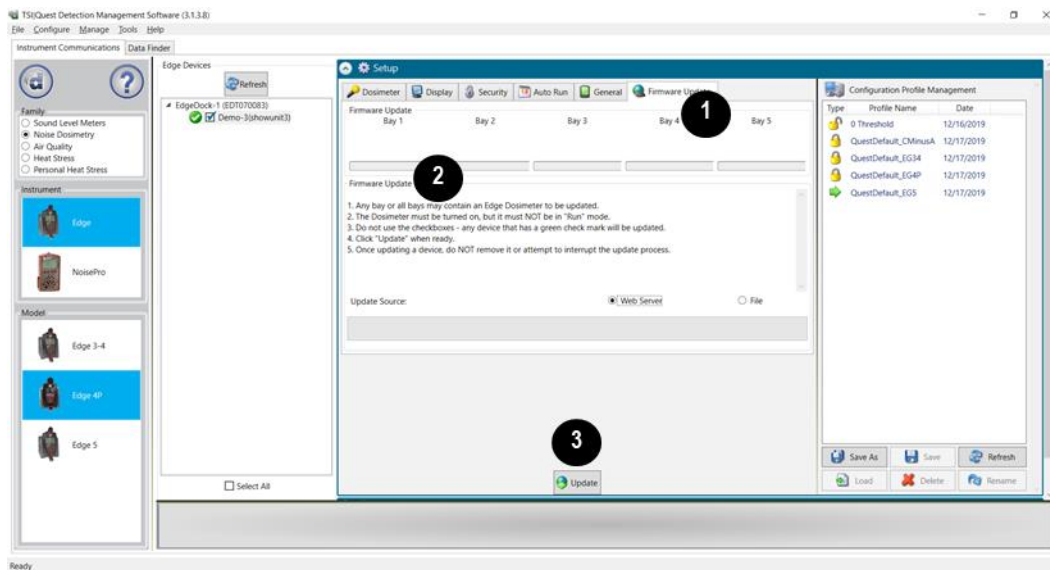 TSI|Quest Detection Management Software (3.1.3.8)
File Configure Manage Tools Help
Instrument Communications Data Finder
Family
Sound Level Meters
Noise Dosimetry
Air Quality
Heat Stress
Personal Heat Stress
Instrument
Edge
NoisePro
Model
Edge 3-4
Edge 4P
Edge 5
Edge Devices
Refresh
EdgeDock-1 (EDT070083)
Demo-3(showunit3)
Select All
Setup
Dosimeter Display Security Auto Run General Firmware Update
1
Firmware Update
Bay 1 Bay 2 Bay 3 Bay 4 Bay 5
2
Firmware Update
1. Any bay or all bays may contain an Edge Dosimeter to be updated.
2. The Dosimeter must be turned on, but it must NOT be in "Run" mode.
3. Do not use the checkboxes - any device that has a green check mark will be updated.
4. Click "Update" when ready.
5. Once updating a device, do NOT remove it or attempt to interrupt the update process.
Update Source: Web Server File
3
Update
Configuration Profile Management
Type Profile Name Date
0 Threshold 12/16/2019
QuestDefault_CMinusA 12/17/2019
QuestDefault_EG34 12/17/2019
QuestDefault_EG4P 12/17/2019
QuestDefault_EG5 12/17/2019
Save As Save Refresh
Load Delete Rename
Ready